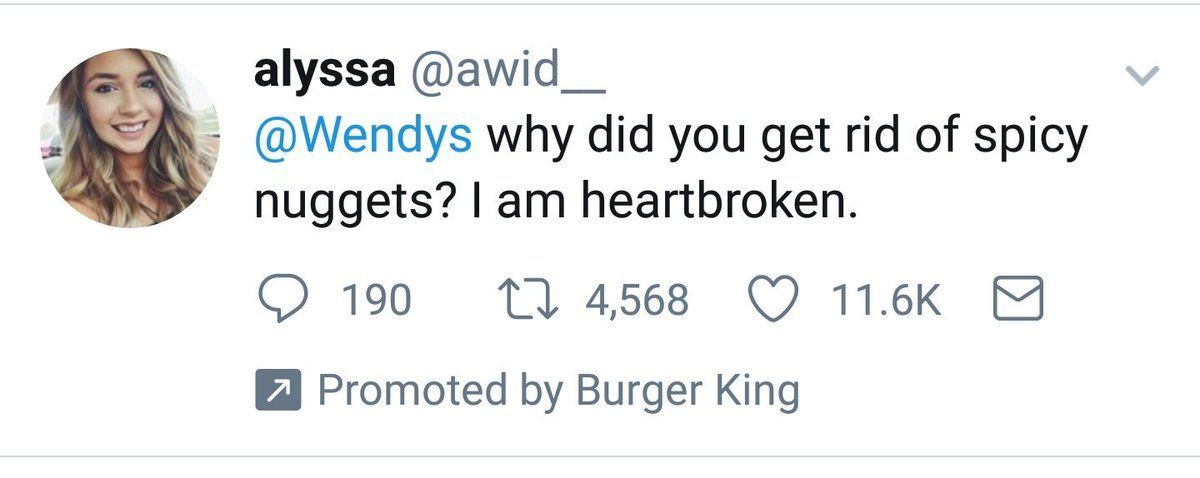 alyssa @awid__
@Wendys why did you get rid of spicy
nuggets? I am heartbroken.
190 4,568 11.6K
Promoted by Burger King